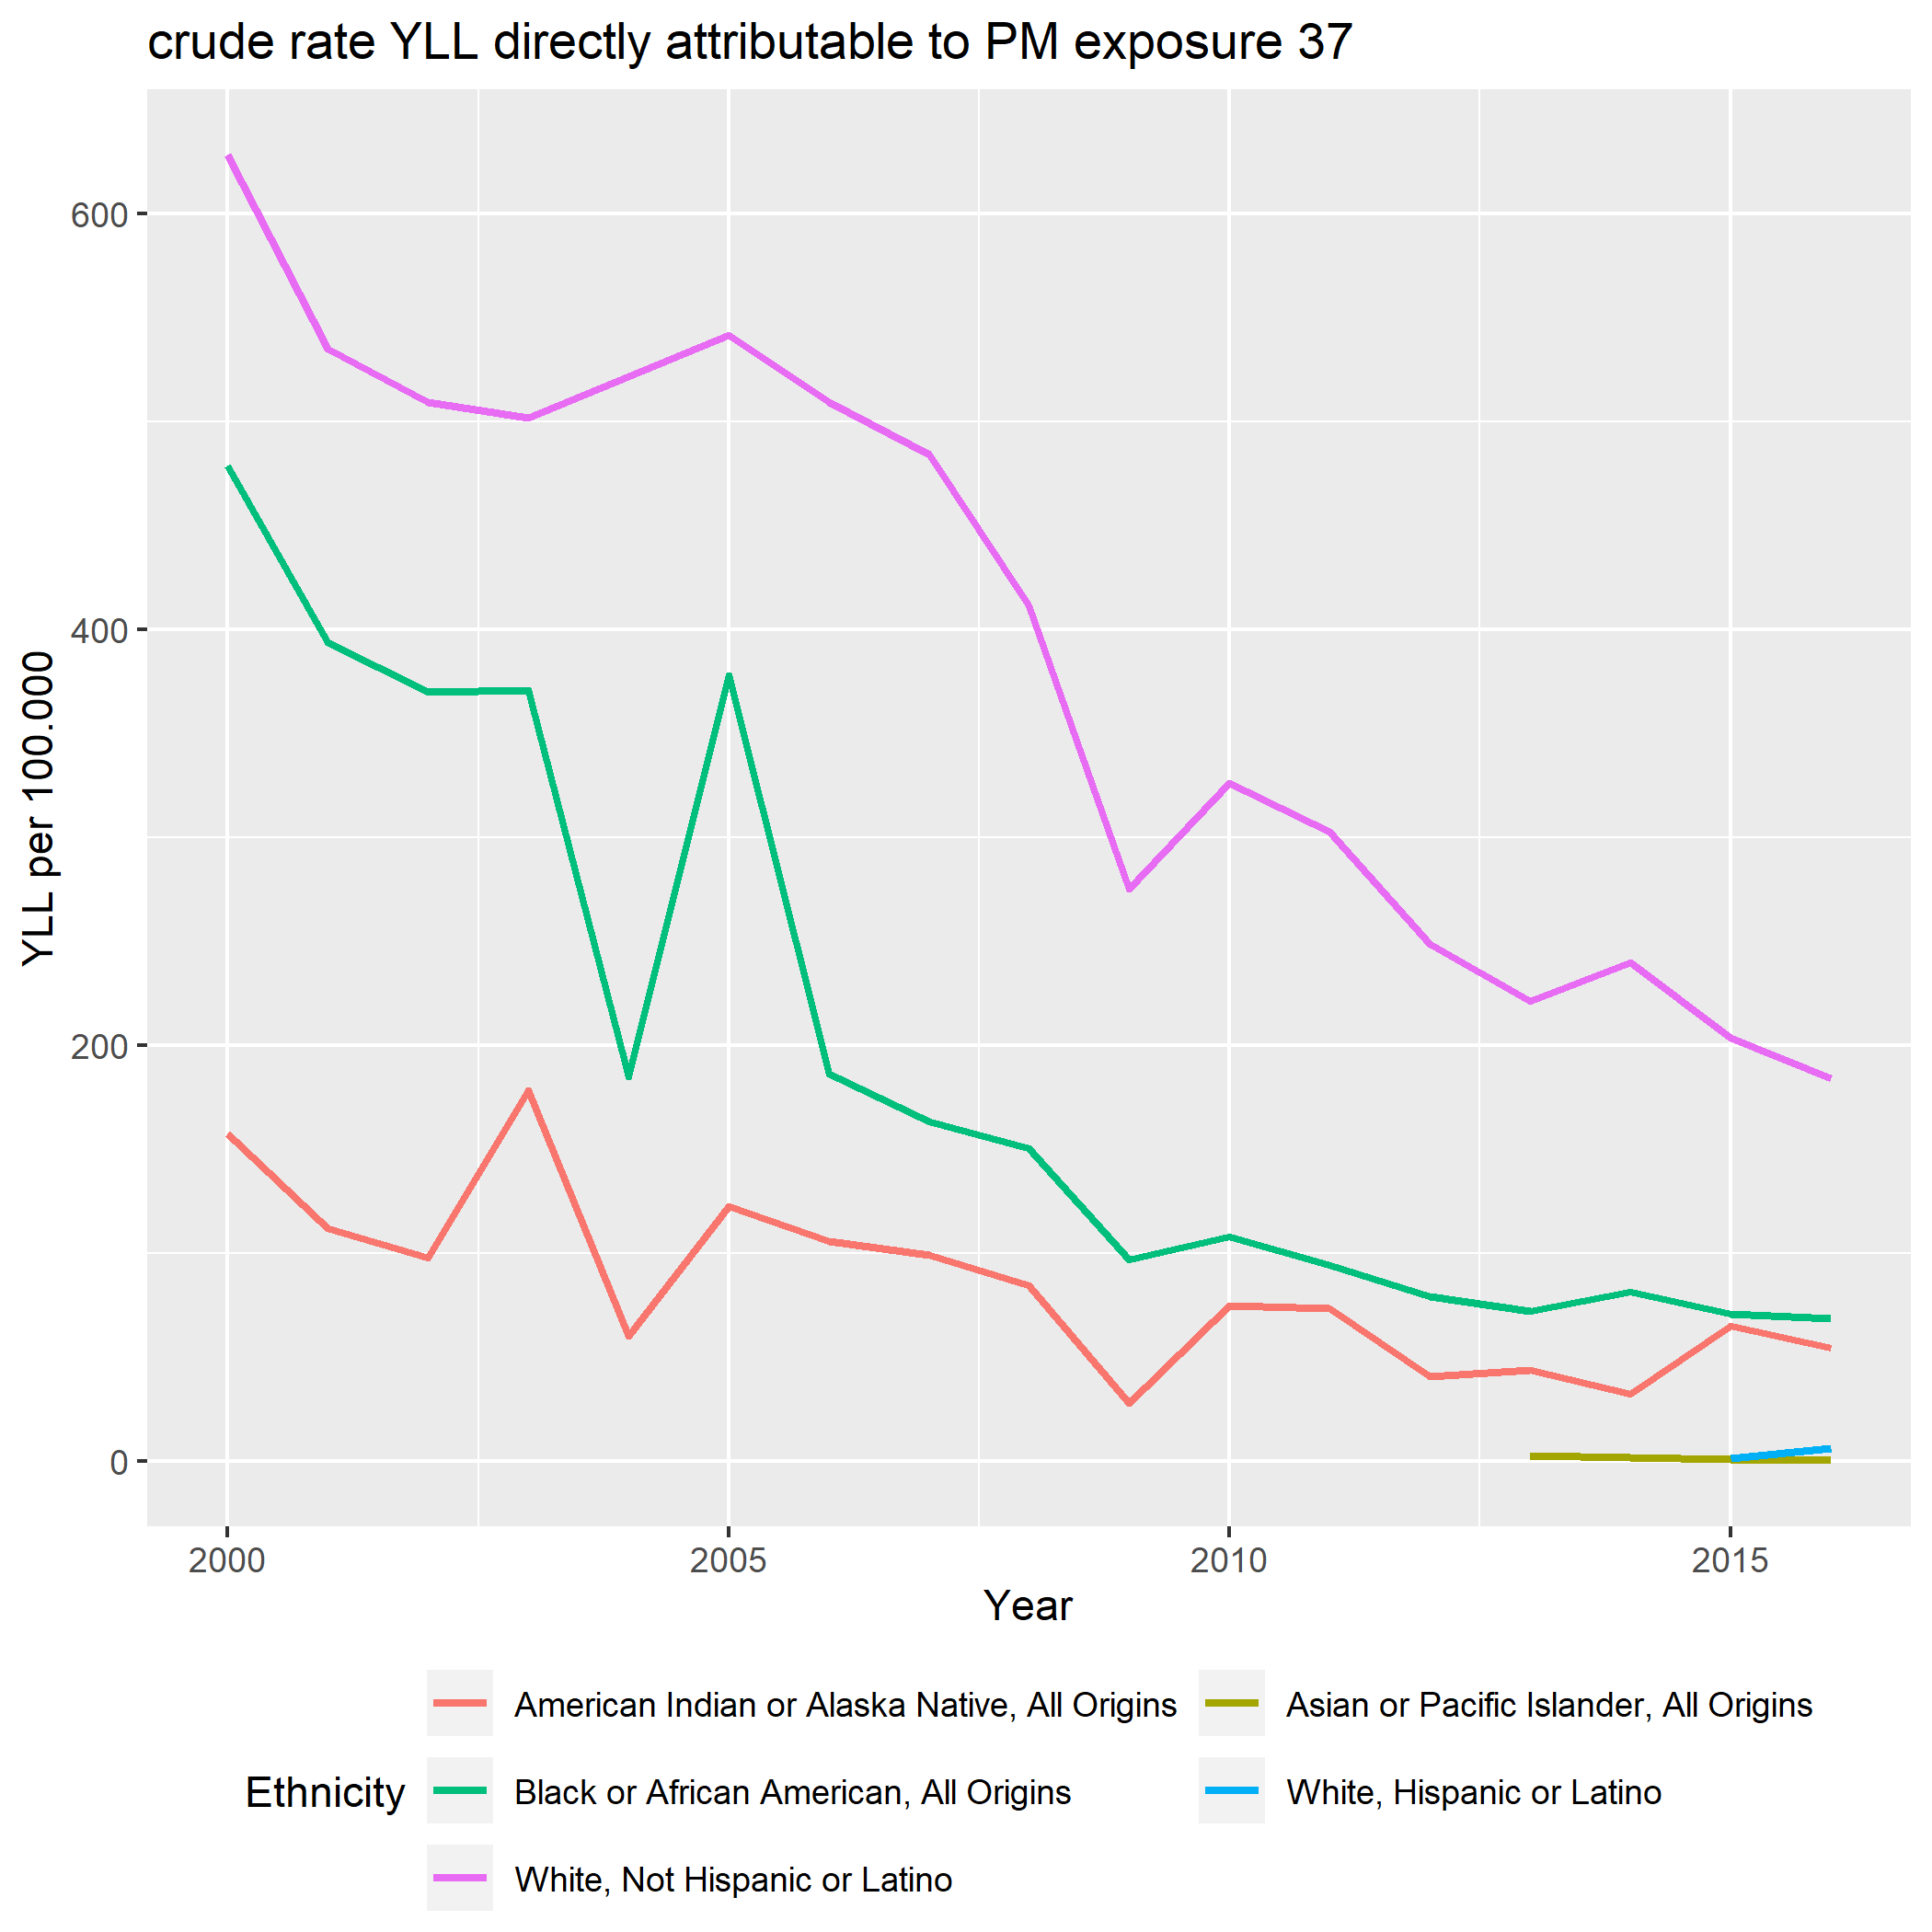 crude rate YLL directly attributable to PM exposure 37
YLL per 100.000
600
400
200
0
2000 2005 2010 2015
Year
Ethnicity
American Indian or Alaska Native, All Origins
Asian or Pacific Islander, All Origins
Black or African American, All Origins
White, Hispanic or Latino
White, Not Hispanic or Latino